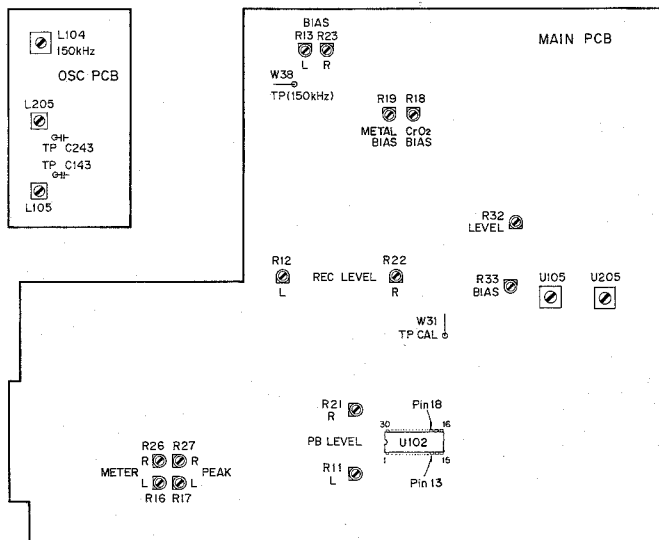 L104
150kHz
OSC PCB
L205
TP C243
TP C143
L105
BIAS
R13 R23
L R
MAIN PCB
W38
TP(150kHz)
R19 R18
METAL CrO2
BIAS BIAS
R32
LEVEL
R12
L
REC LEVEL
R22
R
R33
BIAS
U105
U205
W31
TP CAL
R21
R
Pin18
30
16
PB LEVEL
U102
1
15
R11
L
Pin13
R26 R27
R R
METER PEAK
L L
R16 R17